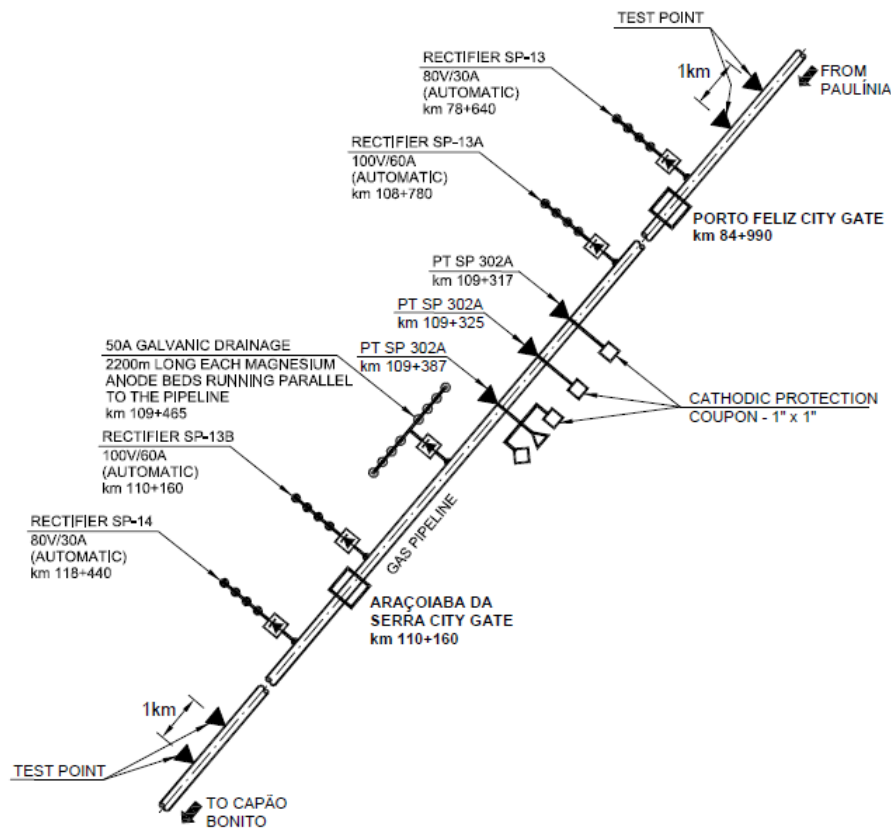 TEST POINT
1km
FROM
PAULÍNIA
RECTIFIER SP-13
80V/30A
(AUTOMATIC)
km 78+640
RECTIFIER SP-13A
100V/60A
(AUTOMATIC)
km 108+780
PORTO FELIZ CITY GATE
km 84+990
PT SP 302A
km 109+317
PT SP 302A
km 109+325
PT SP 302A
km 109+387
50A GALVANIC DRAINAGE
2200m LONG EACH MAGNESIUM
ANODE BEDS RUNNING PARALLEL
TO THE PIPELINE
km 109+465
CATHODIC PROTECTION
COUPON - 1" x 1"
RECTIFIER SP-13B
100V/60A
(AUTOMATIC)
km 110+160
GAS PIPELINE
RECTIFIER SP-14
80V/30A
(AUTOMATIC)
km 118+440
ARAÇOIABA DA
SERRA CITY GATE
km 110+160
1km
TEST POINT
TO CAPÃO
BONITO